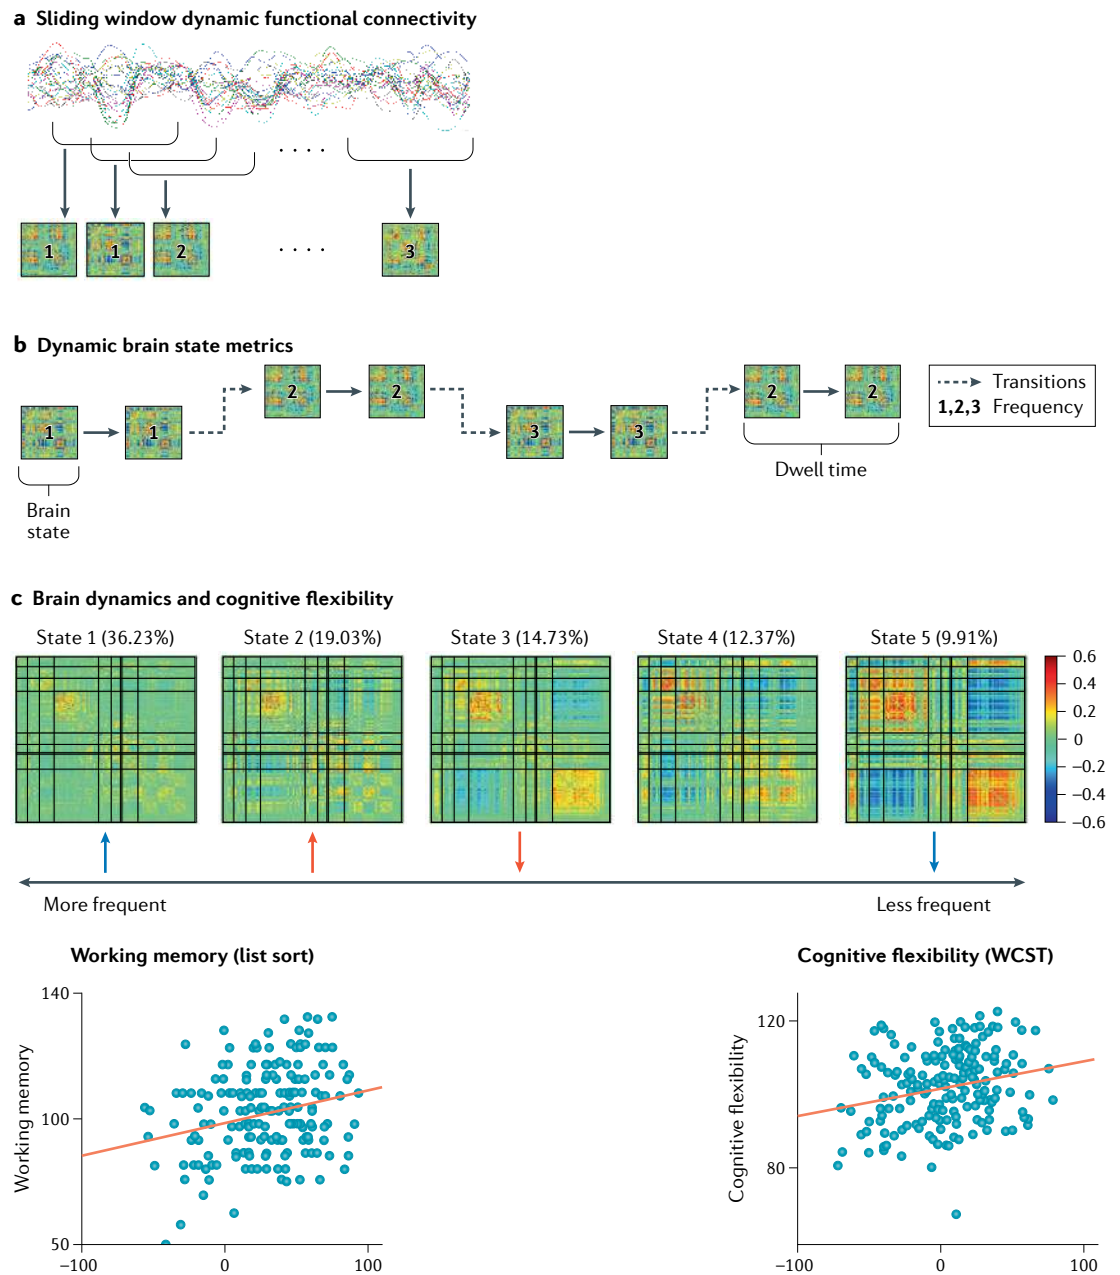 a Sliding window dynamic functional connectivity
. . . .
1 1 2 . . . . 3
b Dynamic brain state metrics
2 2 2 2
1 1 3 3
Transitions
1,2,3 Frequency
Dwell time
Brain
state
c Brain dynamics and cognitive flexibility
State 1 (36.23%) State 2 (19.03%) State 3 (14.73%) State 4 (12.37%) State 5 (9.91%)
0.6
0.4
0.2
0
−0.2
−0.4
−0.6
More frequent Less frequent
Working memory (list sort)
140
100
50
Working memory
−100 0 100
Cognitive flexibility (WCST)
120
80
Cognitive flexibility
−100 0 100